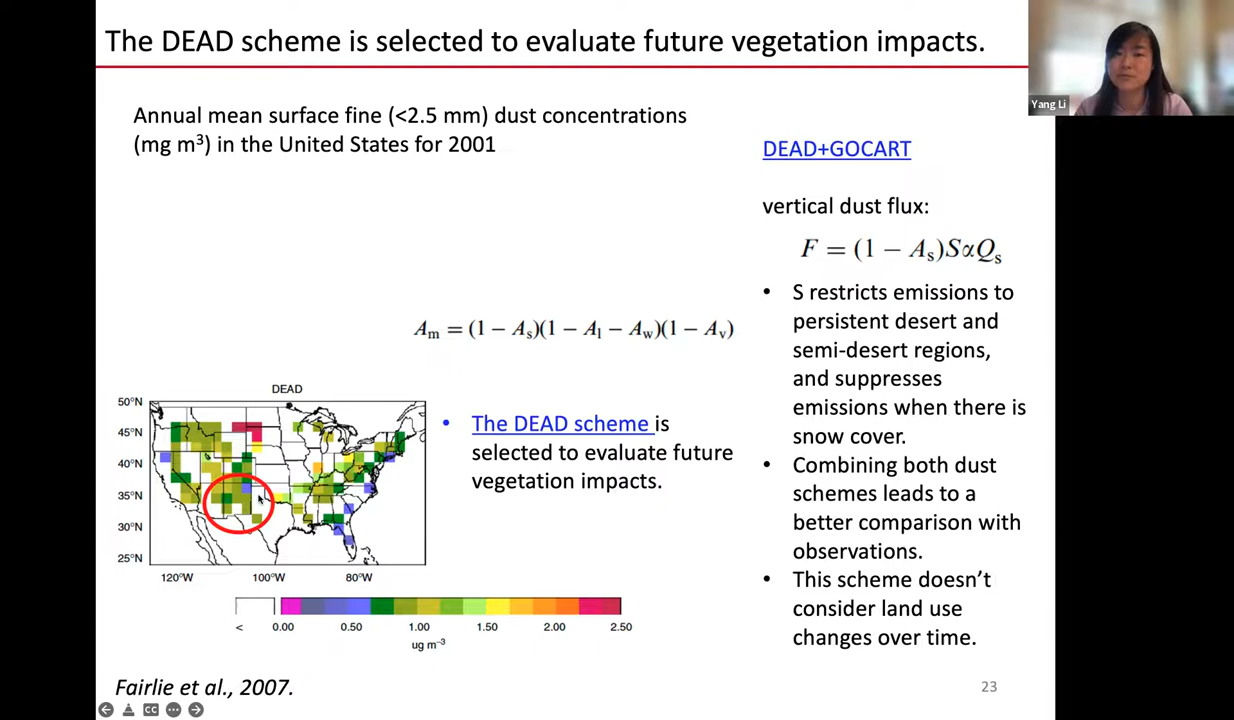 The DEAD scheme is selected to evaluate future vegetation impacts.
Yang Li
Annual mean surface fine (<2.5 mm) dust concentrations
(mg m³) in the United States for 2001
DEAD+GOCART
vertical dust flux:
F = (1 − Aₛ)SαQₛ
• S restricts emissions to
persistent desert and
semi-desert regions,
and suppresses
emissions when there is
snow cover.
• Combining both dust
schemes leads to a
better comparison with
observations.
• This scheme doesn’t
consider land use
changes over time.
A_m = (1 − A_s)(1 − A_l − A_w)(1 − A_v)
DEAD
50°N
45°N
40°N
35°N
30°N
25°N
120°W 100°W 80°W
< 0.00 0.50 1.00 1.50 2.00 2.50
ug m⁻³
• The DEAD scheme is
selected to evaluate future
vegetation impacts.
Fairlie et al., 2007.
23
CC